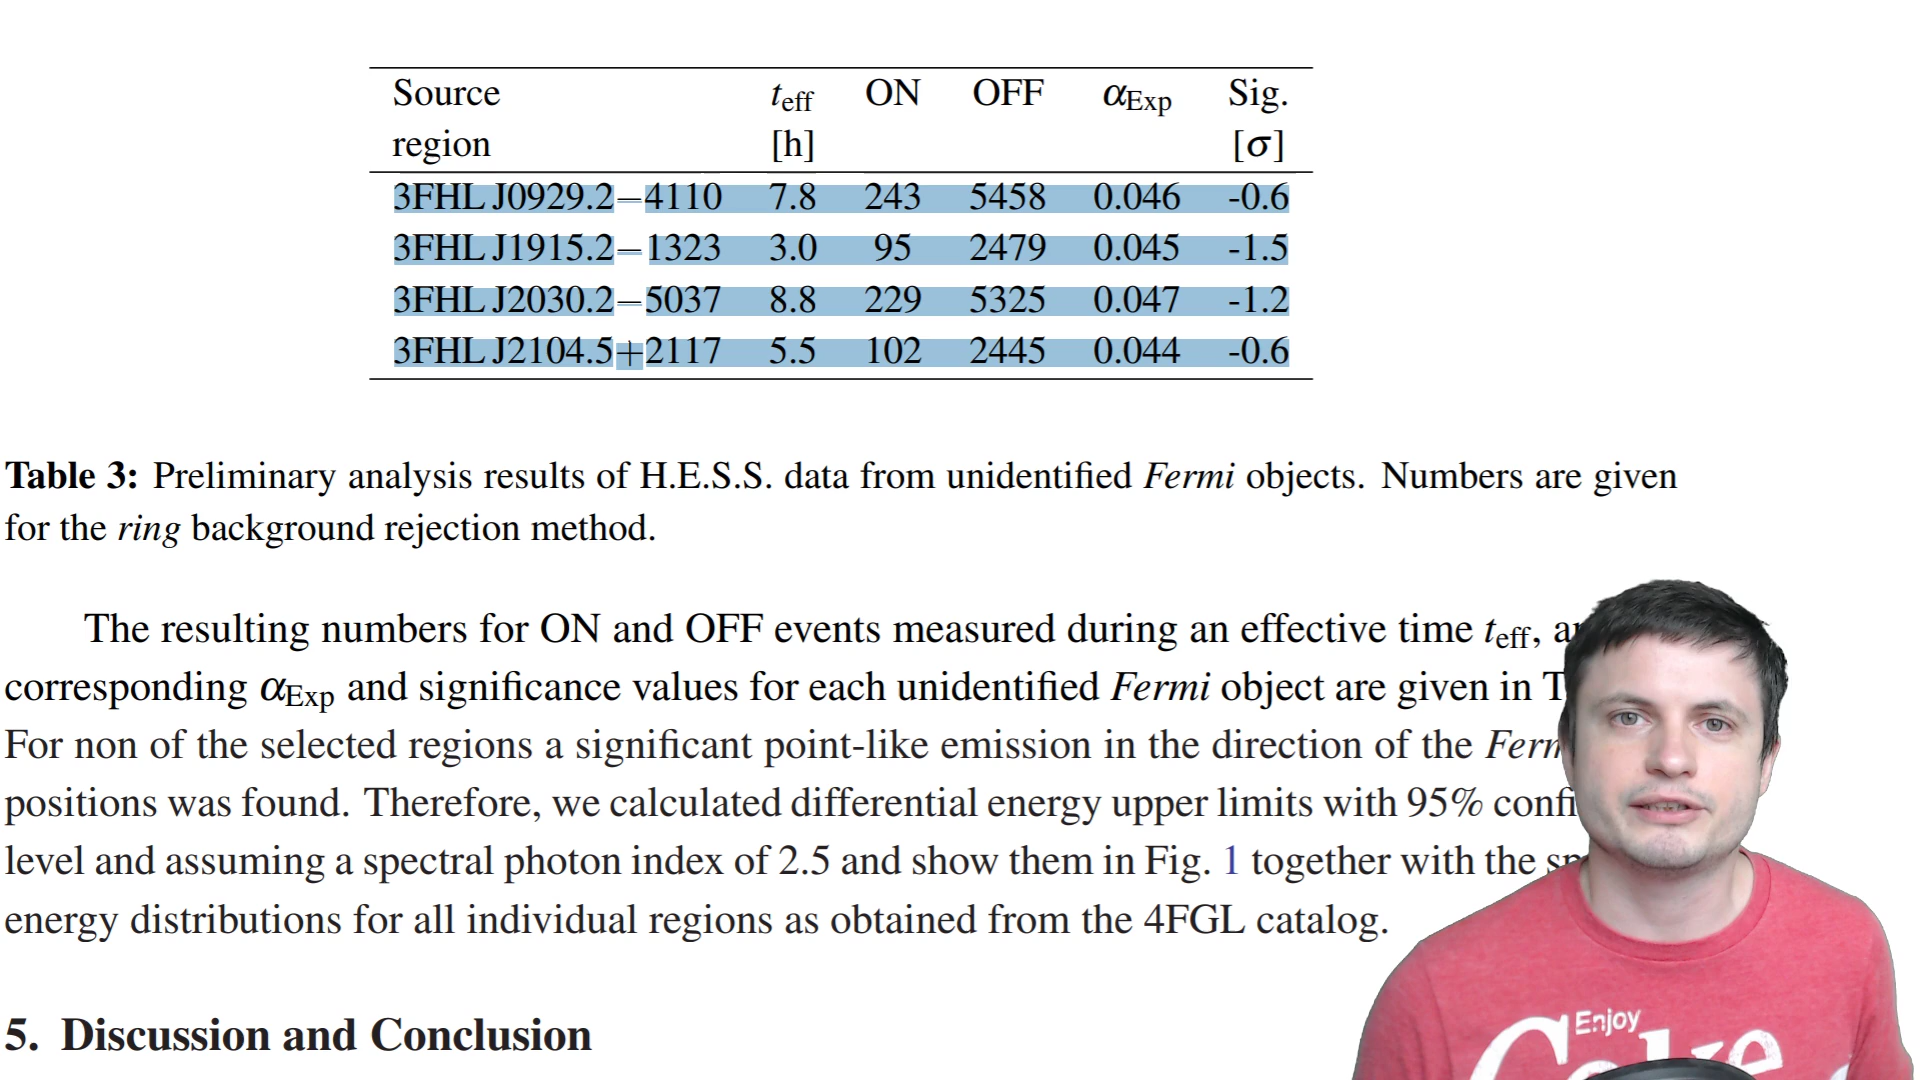 Source t_eff ON OFF α_Exp Sig.
region [h] [σ]
3FHL J0929.2−4110 7.8 243 5458 0.046 -0.6
3FHL J1915.2−1323 3.0 95 2479 0.045 -1.5
3FHL J2030.2−5037 8.8 229 5325 0.047 -1.2
3FHL J2104.5+2117 5.5 102 2445 0.044 -0.6
Table 3: Preliminary analysis results of H.E.S.S. data from unidentified Fermi objects. Numbers are given
for the ring background rejection method.
The resulting numbers for ON and OFF events measured during an effective time t_eff,
corresponding α_Exp and significance values for each unidentified Fermi object are given in
For non of the selected regions a significant point-like emission in the direction of the
positions was found. Therefore, we calculated differential energy upper limits with 95%
level and assuming a spectral photon index of 2.5 and show them in Fig. 1 together with the
energy distributions for all individual regions as obtained from the 4FGL catalog.
5. Discussion and Conclusion
Enjoy
Coke